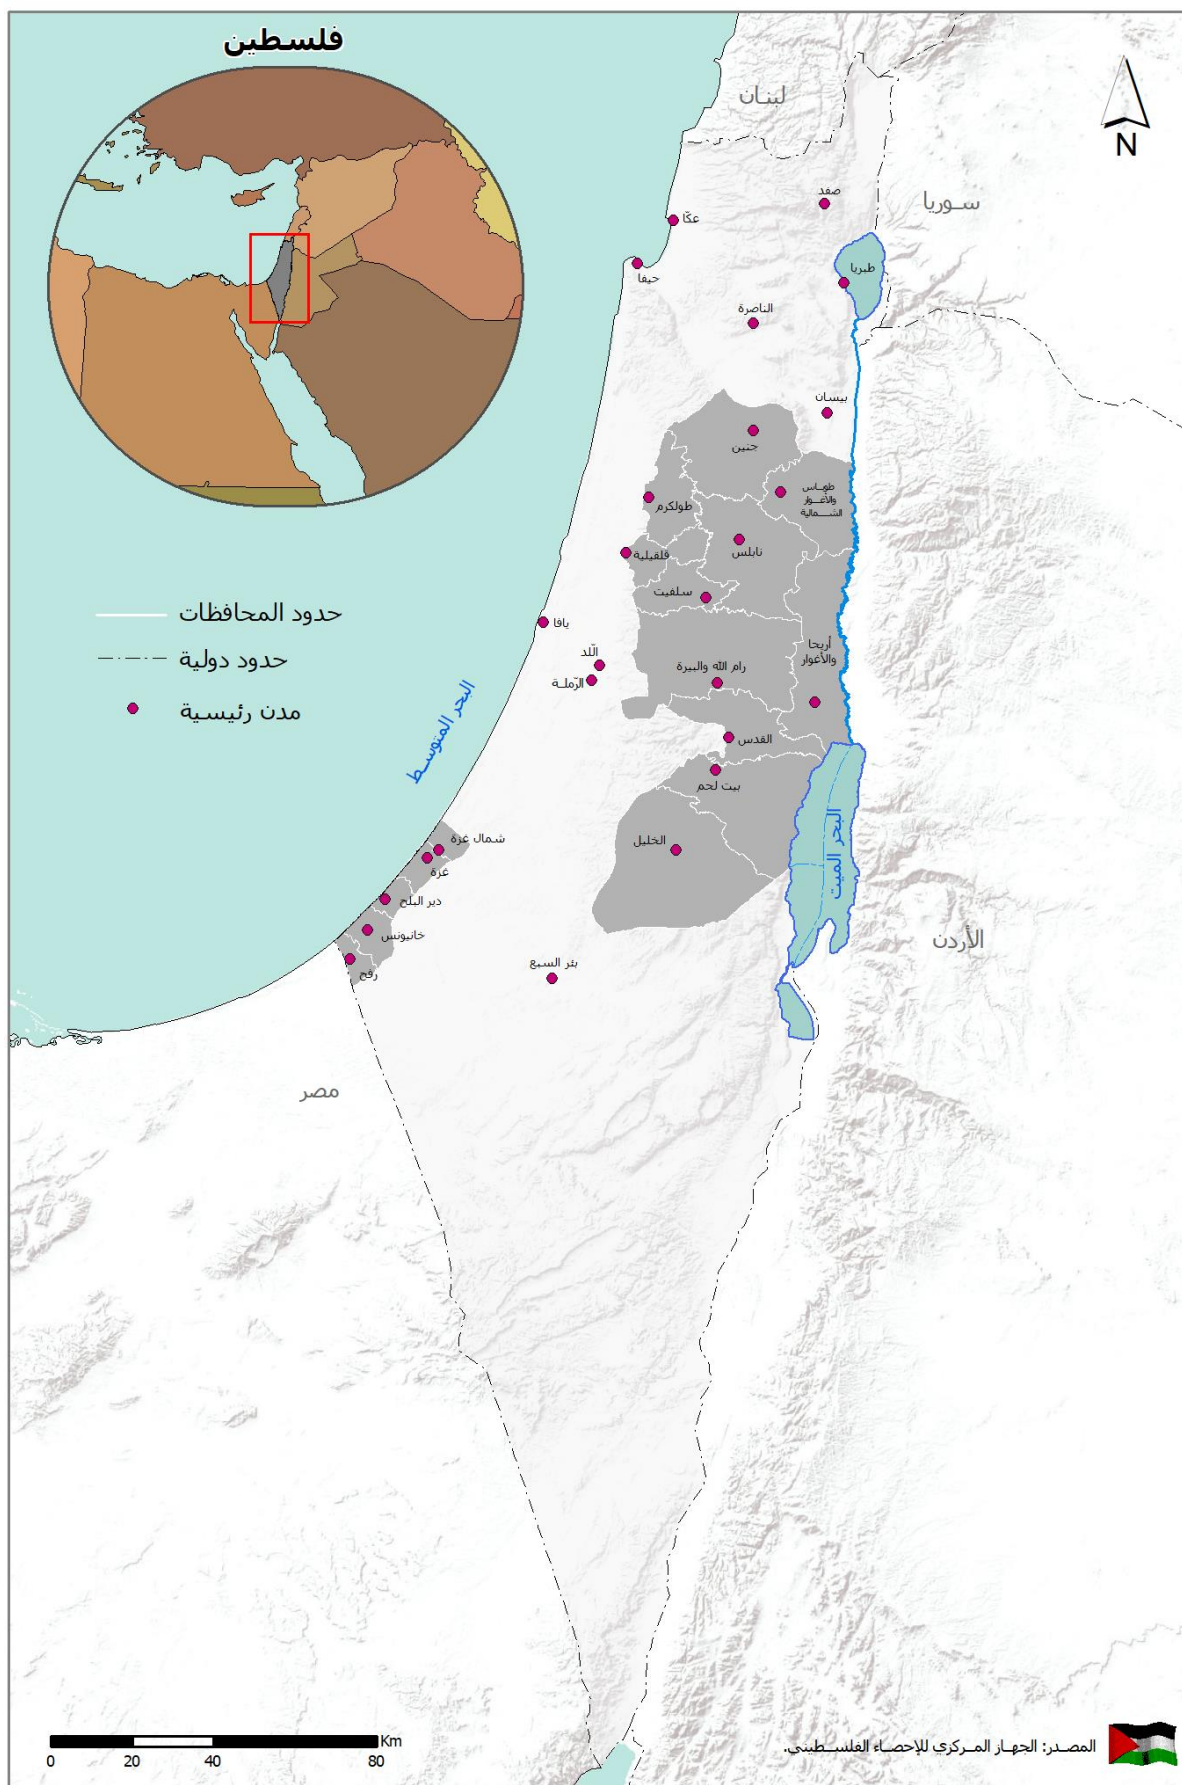 فلسطين
لبنان
N
سوريا
صفد
عكّا
طبريا
حيفا
الناصرة
بيسان
جنين
طوباس
والأغوار
الشمالية
طولكرم
نابلس
قلقيلية
سلفيت
حدود المحافظات
يافا
أريحا
والأغوار
حدود دولية
اللّد
رام الله والبيرة
الرّملة
مدن رئيسية
البحر المتوسط
القدس
بيت لحم
البحر الميت
شمال غزة
الخليل
غزة
دير البلح
خانيونس
الأردن
رفح
بئر السبع
مصر
Km
0 20 40 80
المصدر: الجهاز المركزي للإحصاء الفلسطيني.